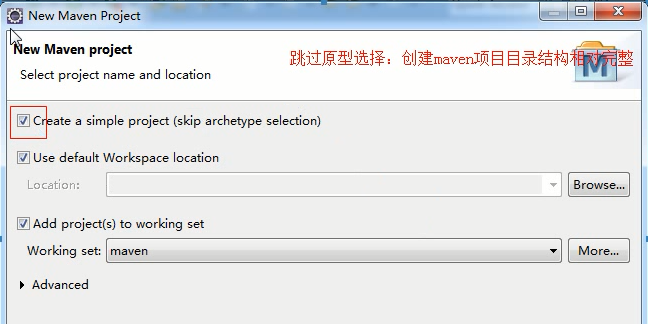 New Maven Project
New Maven project
跳过原型选择：创建maven项目目录结构相对完整
Select project name and location
M
Create a simple project (skip archetype selection)
Use default Workspace location
Location:
Browse...
Add project(s) to working set
Working set:
maven
More...
Advanced